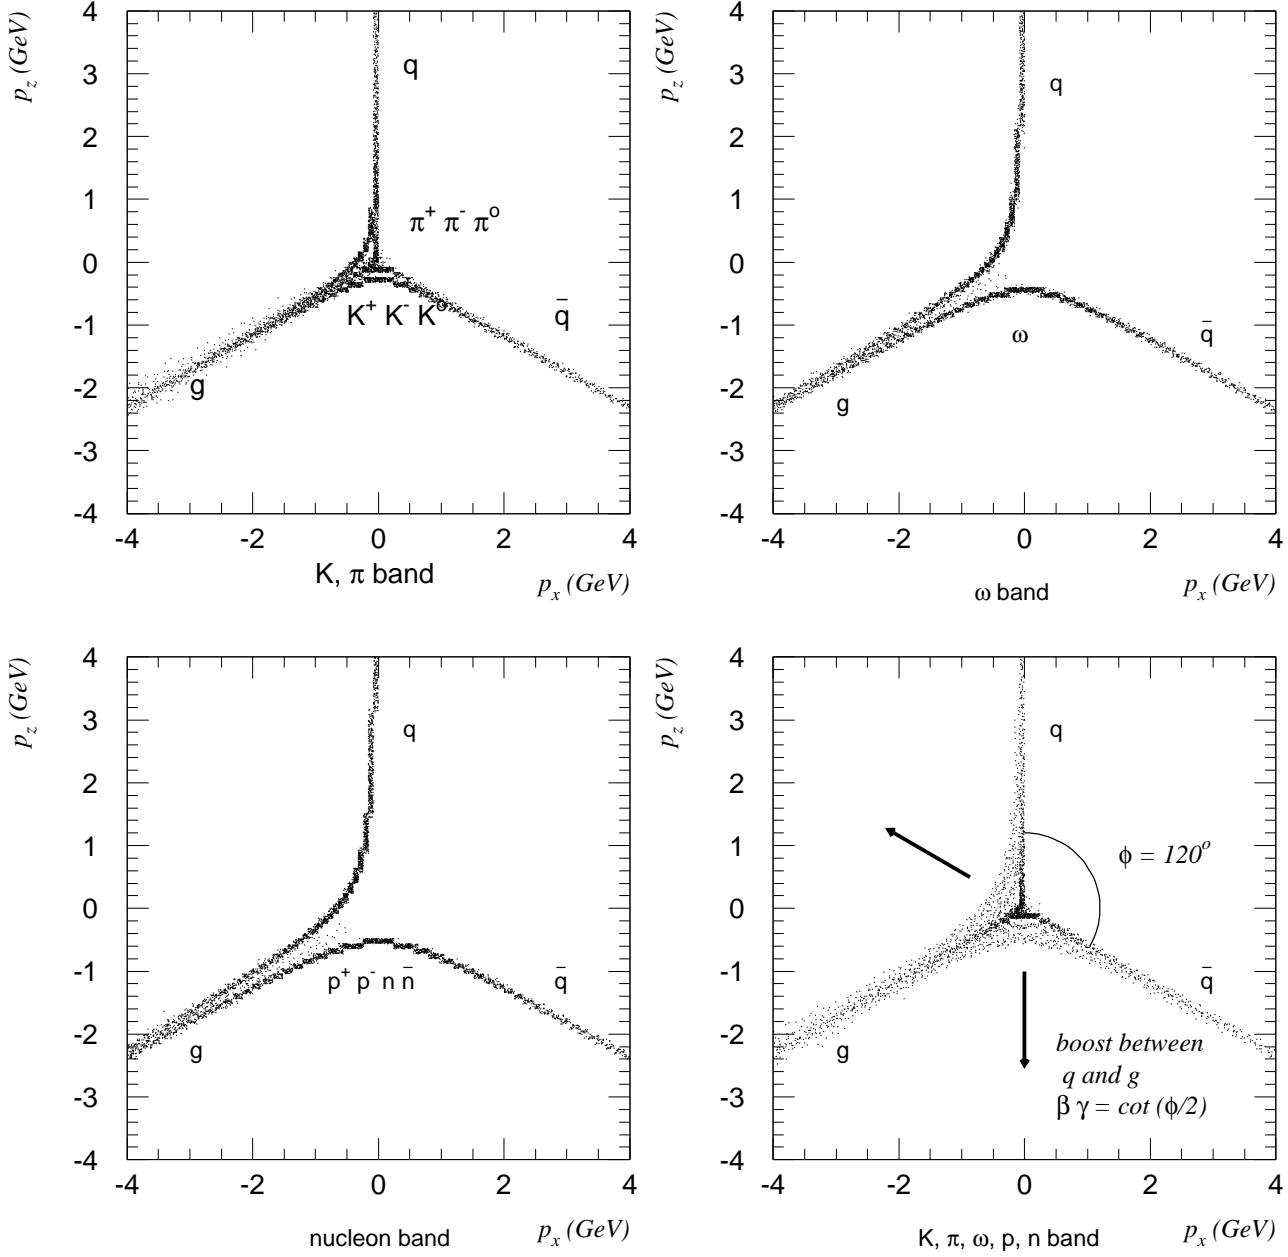 p_z (GeV)
4
3
2
1
0
-1
-2
-3
-4
-4 -2 0 2 4
q
π⁺ π⁻ π⁰
K⁺ K⁻ K⁰
q̄
g
K, π band
p_x (GeV)
p_z (GeV)
4
3
2
1
0
-1
-2
-3
-4
-4 -2 0 2 4
q
ω
q̄
g
ω band
p_x (GeV)
p_z (GeV)
4
3
2
1
0
-1
-2
-3
-4
-4 -2 0 2 4
q
p⁺ p⁻ n n̄
q̄
g
nucleon band
p_x (GeV)
p_z (GeV)
4
3
2
1
0
-1
-2
-3
-4
-4 -2 0 2 4
q
ϕ = 120ᵒ
q̄
g
boost between
q and g
β γ = cot (ϕ/2)
K, π, ω, p, n band
p_x (GeV)